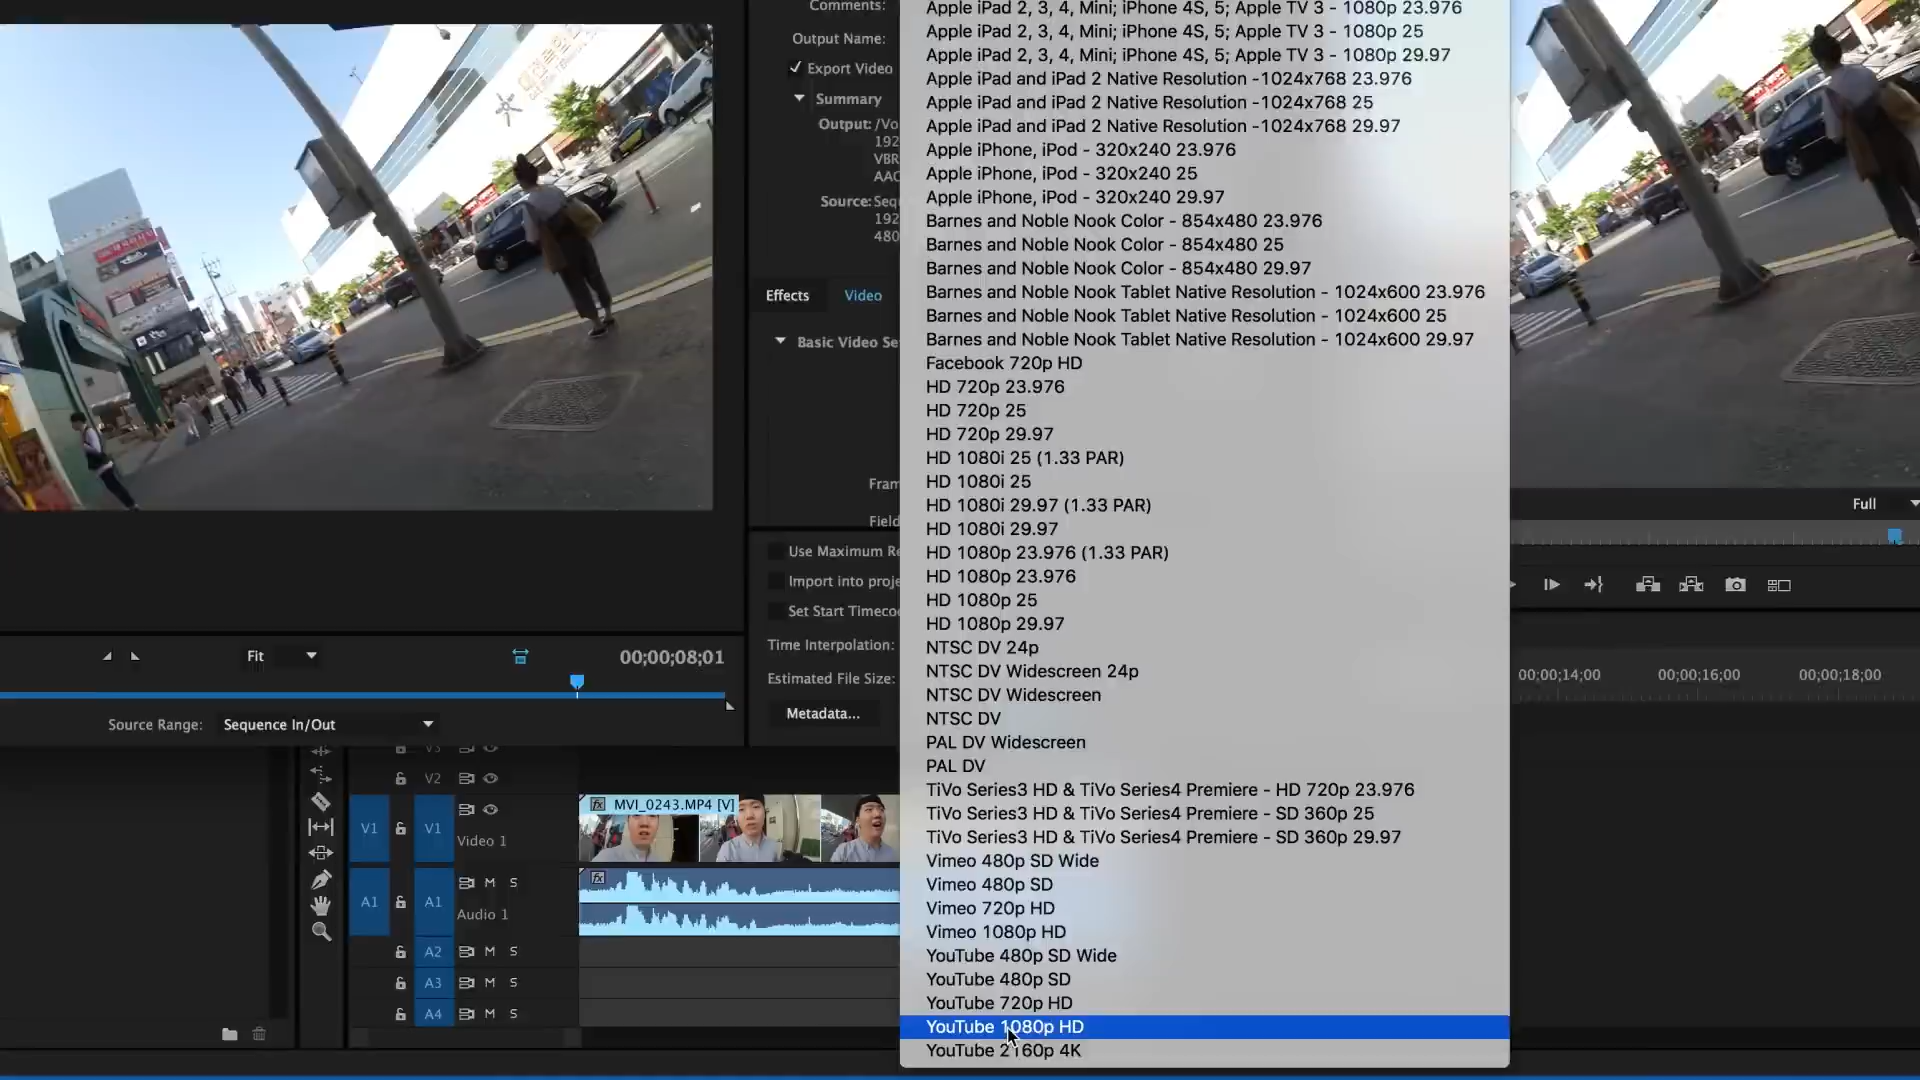 Comments:
Output Name:
Export Video
Summary
Output: /Vo
192
VBR
AAC
Source: Seq
192
480
Effects
Video
Basic Video Se
Fram
Field
Use Maximum Re
Import into proje
Set Start Timeco
Time Interpolation:
Estimated File Size:
Metadata...
Fit
00;00;08;01
Source Range:
Sequence In/Out
Apple iPad 2, 3, 4, Mini; iPhone 4S, 5; Apple TV 3 - 1080p 23.976
Apple iPad 2, 3, 4, Mini; iPhone 4S, 5; Apple TV 3 - 1080p 25
Apple iPad 2, 3, 4, Mini; iPhone 4S, 5; Apple TV 3 - 1080p 29.97
Apple iPad and iPad 2 Native Resolution -1024x768 23.976
Apple iPad and iPad 2 Native Resolution -1024x768 25
Apple iPad and iPad 2 Native Resolution -1024x768 29.97
Apple iPhone, iPod - 320x240 23.976
Apple iPhone, iPod - 320x240 25
Apple iPhone, iPod - 320x240 29.97
Barnes and Noble Nook Color - 854x480 23.976
Barnes and Noble Nook Color - 854x480 25
Barnes and Noble Nook Color - 854x480 29.97
Barnes and Noble Nook Tablet Native Resolution - 1024x600 23.976
Barnes and Noble Nook Tablet Native Resolution - 1024x600 25
Barnes and Noble Nook Tablet Native Resolution - 1024x600 29.97
Facebook 720p HD
HD 720p 23.976
HD 720p 25
HD 720p 29.97
HD 1080i 25 (1.33 PAR)
HD 1080i 25
HD 1080i 29.97 (1.33 PAR)
HD 1080i 29.97
HD 1080p 23.976 (1.33 PAR)
HD 1080p 23.976
HD 1080p 25
HD 1080p 29.97
NTSC DV 24p
NTSC DV Widescreen 24p
NTSC DV Widescreen
NTSC DV
PAL DV Widescreen
PAL DV
TiVo Series3 HD & TiVo Series4 Premiere - HD 720p 23.976
TiVo Series3 HD & TiVo Series4 Premiere - SD 360p 25
TiVo Series3 HD & TiVo Series4 Premiere - SD 360p 29.97
Vimeo 480p SD Wide
Vimeo 480p SD
Vimeo 720p HD
Vimeo 1080p HD
YouTube 480p SD Wide
YouTube 480p SD
YouTube 720p HD
YouTube 1080p HD
YouTube 2160p 4K
Full
00;00;14;00
00;00;16;00
00;00;18;00
V3
V2
V1 V1
Video 1
fx MVI_0243.MP4 [V]
A1 A1 M S
Audio 1
fx
A2 M S
A3 M S
A4 M S